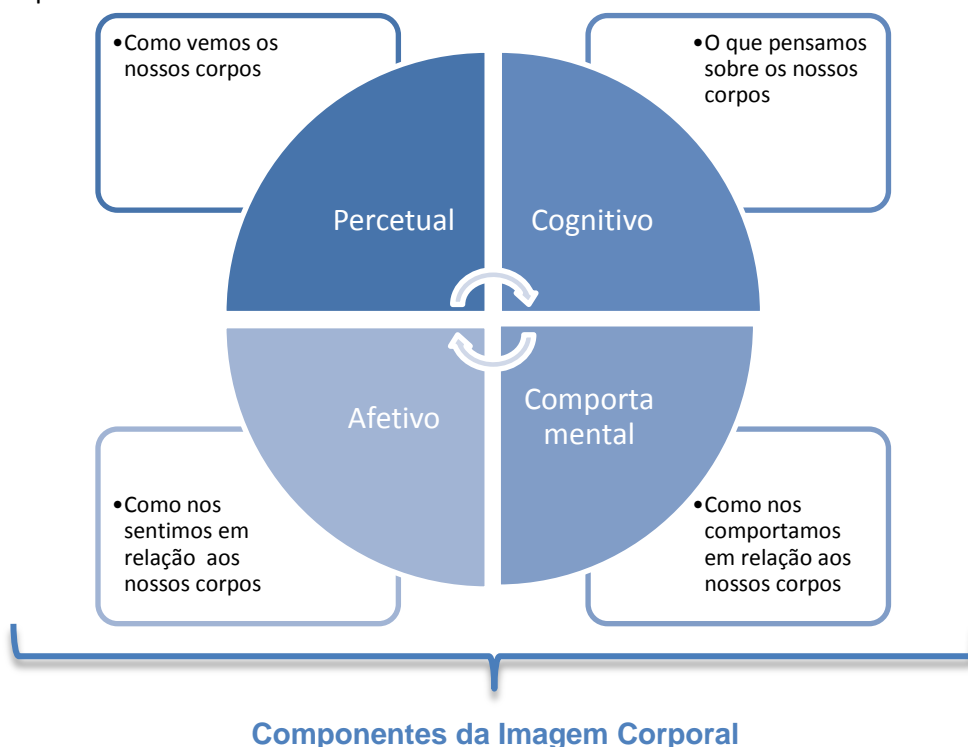 •Como vemos os
nossos corpos
•O que pensamos
sobre os nossos
corpos
Percetual
Cognitivo
Afetivo
Comporta
mental
•Como nos
sentimos em
relação aos
nossos corpos
•Como nos
comportamos
em relação aos
nossos corpos
Componentes da Imagem Corporal